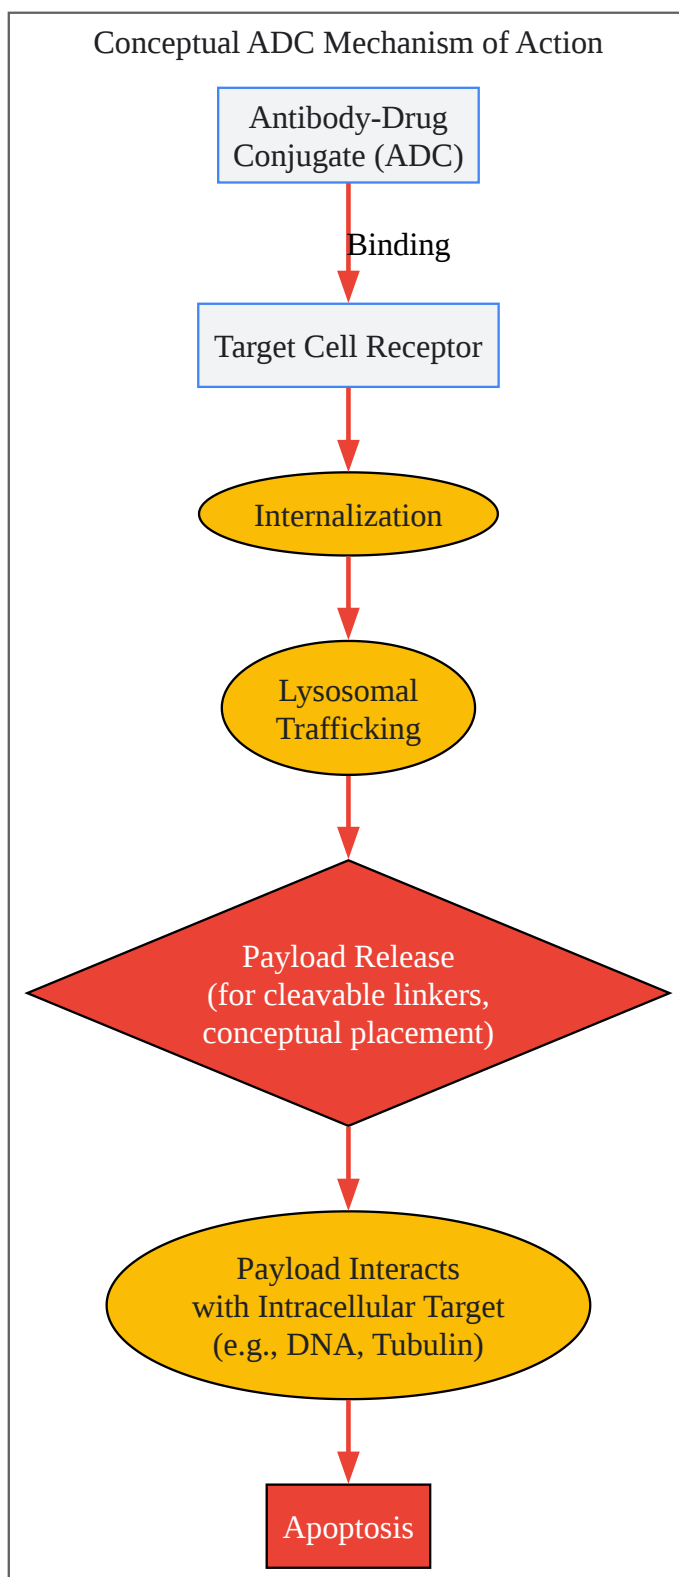 Conceptual ADC Mechanism of Action
Antibody-Drug
Conjugate (ADC)
Binding
Target Cell Receptor
Internalization
Lysosomal
Trafficking
Payload Release
(for cleavable linkers,
conceptual placement)
Payload Interacts
with Intracellular Target
(e.g., DNA, Tubulin)
Apoptosis